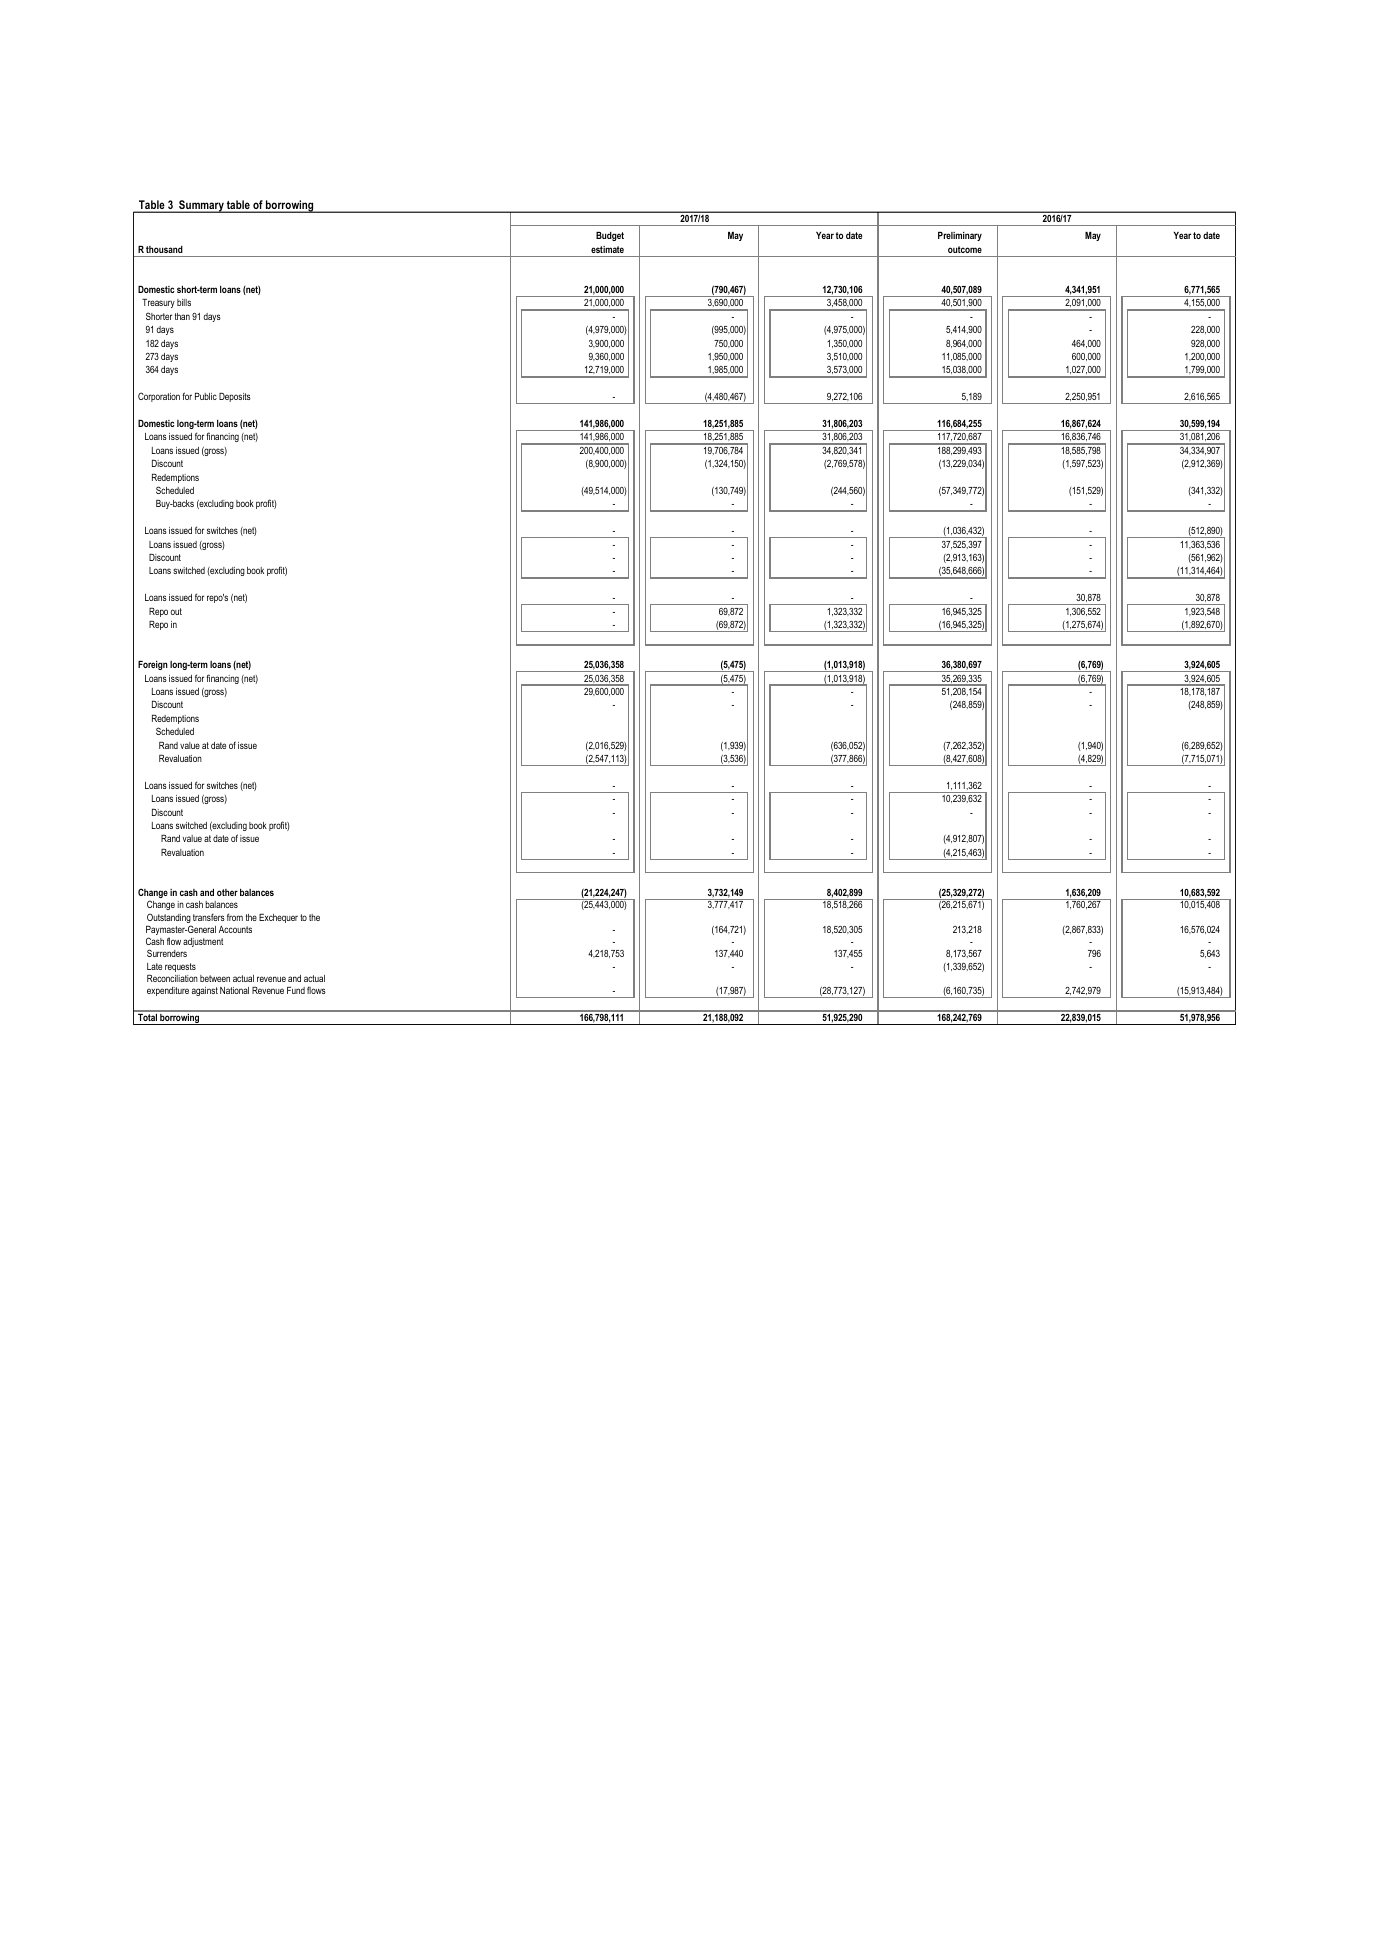 Table 3 Summary table of borrowing
2017/18 2016/17
Budget May Year to date Preliminary May Year to date
R thousand estimate outcome
Domestic short-term loans (net) 21,000,000 (790,467) 12,730,106 40,507,089 4,341,951 6,771,565
Treasury bills 21,000,000 3,690,000 3,458,000 40,501,900 2,091,000 4,155,000
Shorter than 91 days - - - - - -
91 days (4,979,000) (995,000) (4,975,000) 5,414,900 - 228,000
182 days 3,900,000 750,000 1,350,000 8,964,000 464,000 928,000
273 days 9,360,000 1,950,000 3,510,000 11,085,000 600,000 1,200,000
364 days 12,719,000 1,985,000 3,573,000 15,038,000 1,027,000 1,799,000
Corporation for Public Deposits - (4,480,467) 9,272,106 5,189 2,250,951 2,616,565
Domestic long-term loans (net) 141,986,000 18,251,885 31,806,203 116,684,255 16,867,624 30,599,194
Loans issued for financing (net) 141,986,000 18,251,885 31,806,203 117,720,687 16,836,746 31,081,206
Loans issued (gross) 200,400,000 19,706,784 34,820,341 188,299,493 18,585,798 34,334,907
Discount (8,900,000) (1,324,150) (2,769,578) (13,229,034) (1,597,523) (2,912,369)
Redemptions
Scheduled (49,514,000) (130,749) (244,560) (57,349,772) (151,529) (341,332)
Buy-backs (excluding book profit) - - - - - -
Loans issued for switches (net) - - - (1,036,432) - (512,890)
Loans issued (gross) - - - 37,525,397 - 11,363,536
Discount - - - (2,913,163) - (561,962)
Loans switched (excluding book profit) - - - (35,648,666) - (11,314,464)
Loans issued for repo's (net) - - - - 30,878 30,878
Repo out - 69,872 1,323,332 16,945,325 1,306,552 1,923,548
Repo in - (69,872) (1,323,332) (16,945,325) (1,275,674) (1,892,670)
Foreign long-term loans (net) 25,036,358 (5,475) (1,013,918) 36,380,697 (6,769) 3,924,605
Loans issued for financing (net) 25,036,358 (5,475) (1,013,918) 35,269,335 (6,769) 3,924,605
Loans issued (gross) 29,600,000 - - 51,208,154 - 18,178,187
Discount - - - (248,859) - (248,859)
Redemptions
Scheduled
Rand value at date of issue (2,016,529) (1,939) (636,052) (7,262,352) (1,940) (6,289,652)
Revaluation (2,547,113) (3,536) (377,866) (8,427,608) (4,829) (7,715,071)
Loans issued for switches (net) - - - 1,111,362 - -
Loans issued (gross) - - - 10,239,632 - -
Discount - - - - - -
Loans switched (excluding book profit)
Rand value at date of issue - - - (4,912,807) - -
Revaluation - - - (4,215,463) - -
Change in cash and other balances (21,224,247) 3,732,149 8,402,899 (25,329,272) 1,636,209 10,683,592
Change in cash balances (25,443,000) 3,777,417 18,518,266 (26,215,671) 1,760,267 10,015,408
Outstanding transfers from the Exchequer to the
Paymaster-General Accounts - (164,721) 18,520,305 213,218 (2,867,833) 16,576,024
Cash flow adjustment - - - - - -
Surrenders 4,218,753 137,440 137,455 8,173,567 796 5,643
Late requests - - - (1,339,652) - -
Reconciliation between actual revenue and actual
expenditure against National Revenue Fund flows - (17,987) (28,773,127) (6,160,735) 2,742,979 (15,913,484)
Total borrowing 166,798,111 21,188,092 51,925,290 168,242,769 22,839,015 51,978,956